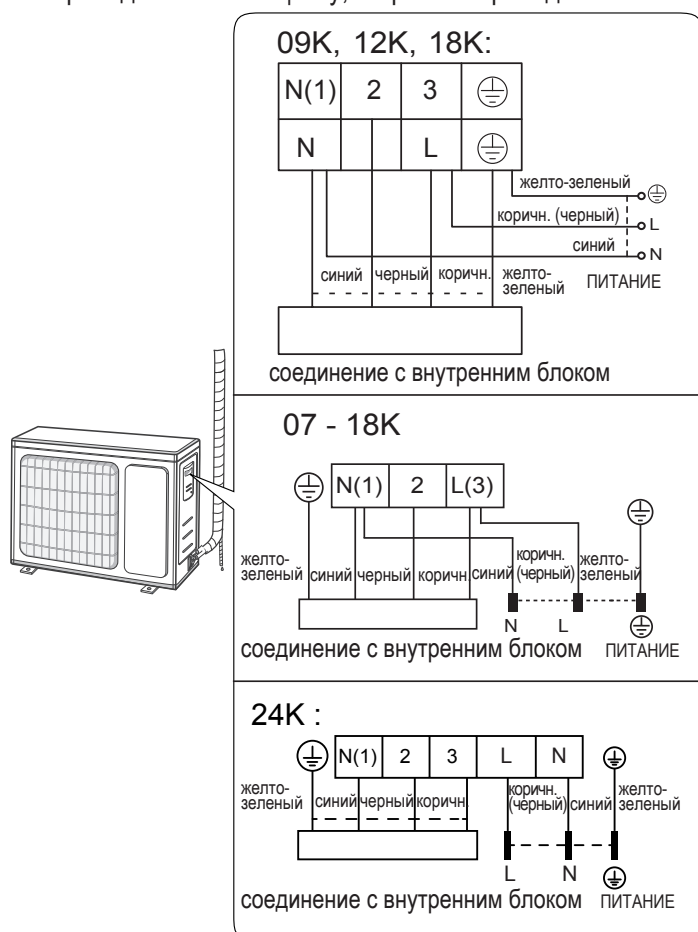 09K, 12K, 18K:
N(1) 2 3
N L
желто-зеленый
коричн. (черный) L
синий N
синий черный коричн. желто-
зеленый ПИТАНИЕ
соединение с внутренним блоком
07 - 18K
N(1) 2 L(3)
желто-
зеленый синий черный коричн. синий коричн.
(черный) желто-
зеленый
N L
соединение с внутренним блоком ПИТАНИЕ
24K :
N(1) 2 3 L N
желто-
зеленый синий черный коричн. коричн.
(черный) синий желто-
зеленый
L N
соединение с внутренним блоком ПИТАНИЕ